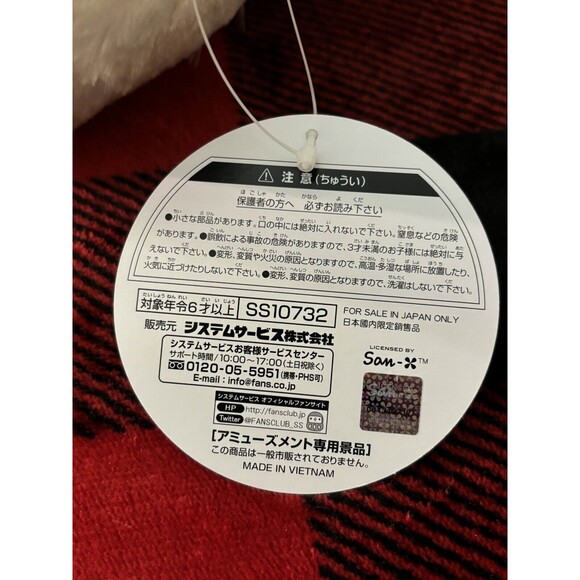 ⚠ 注意(ちゅうい)
保護者の方へ 必ずお読み下さい
●小さな部品があります。口の中には絶対に入れないで下さい。窒息などの危険
があります。●誤飲による事故の危険がありますので、3才未満のお子様には絶対に与
えないで下さい。●変形、変質や火災の原因となりますので、高温・多湿な場所に放置したり、
火気に近づけたりしないで下さい。●変形、変質の原因となりますので、洗濯はしないで下さい。
対象年令6才以上 SS10732
FOR SALE IN JAPAN ONLY
日本國内限定銷售品
販売元 システムサービス株式会社
システムサービスお客様サービスセンター
サポート時間/10:00~17:00(土日祝除く)
0120-05-5951(携帯・PHS可)
E-mail:info@fans.co.jp
LICENSED BY
San-X™
システムサービス オフィシャルファンサイト
HP http://fansclub.jp
Twitter @FANSCLUB_SS
[アミューズメント専用景品]
この商品は一般市販されておりません。
MADE IN VIETNAM